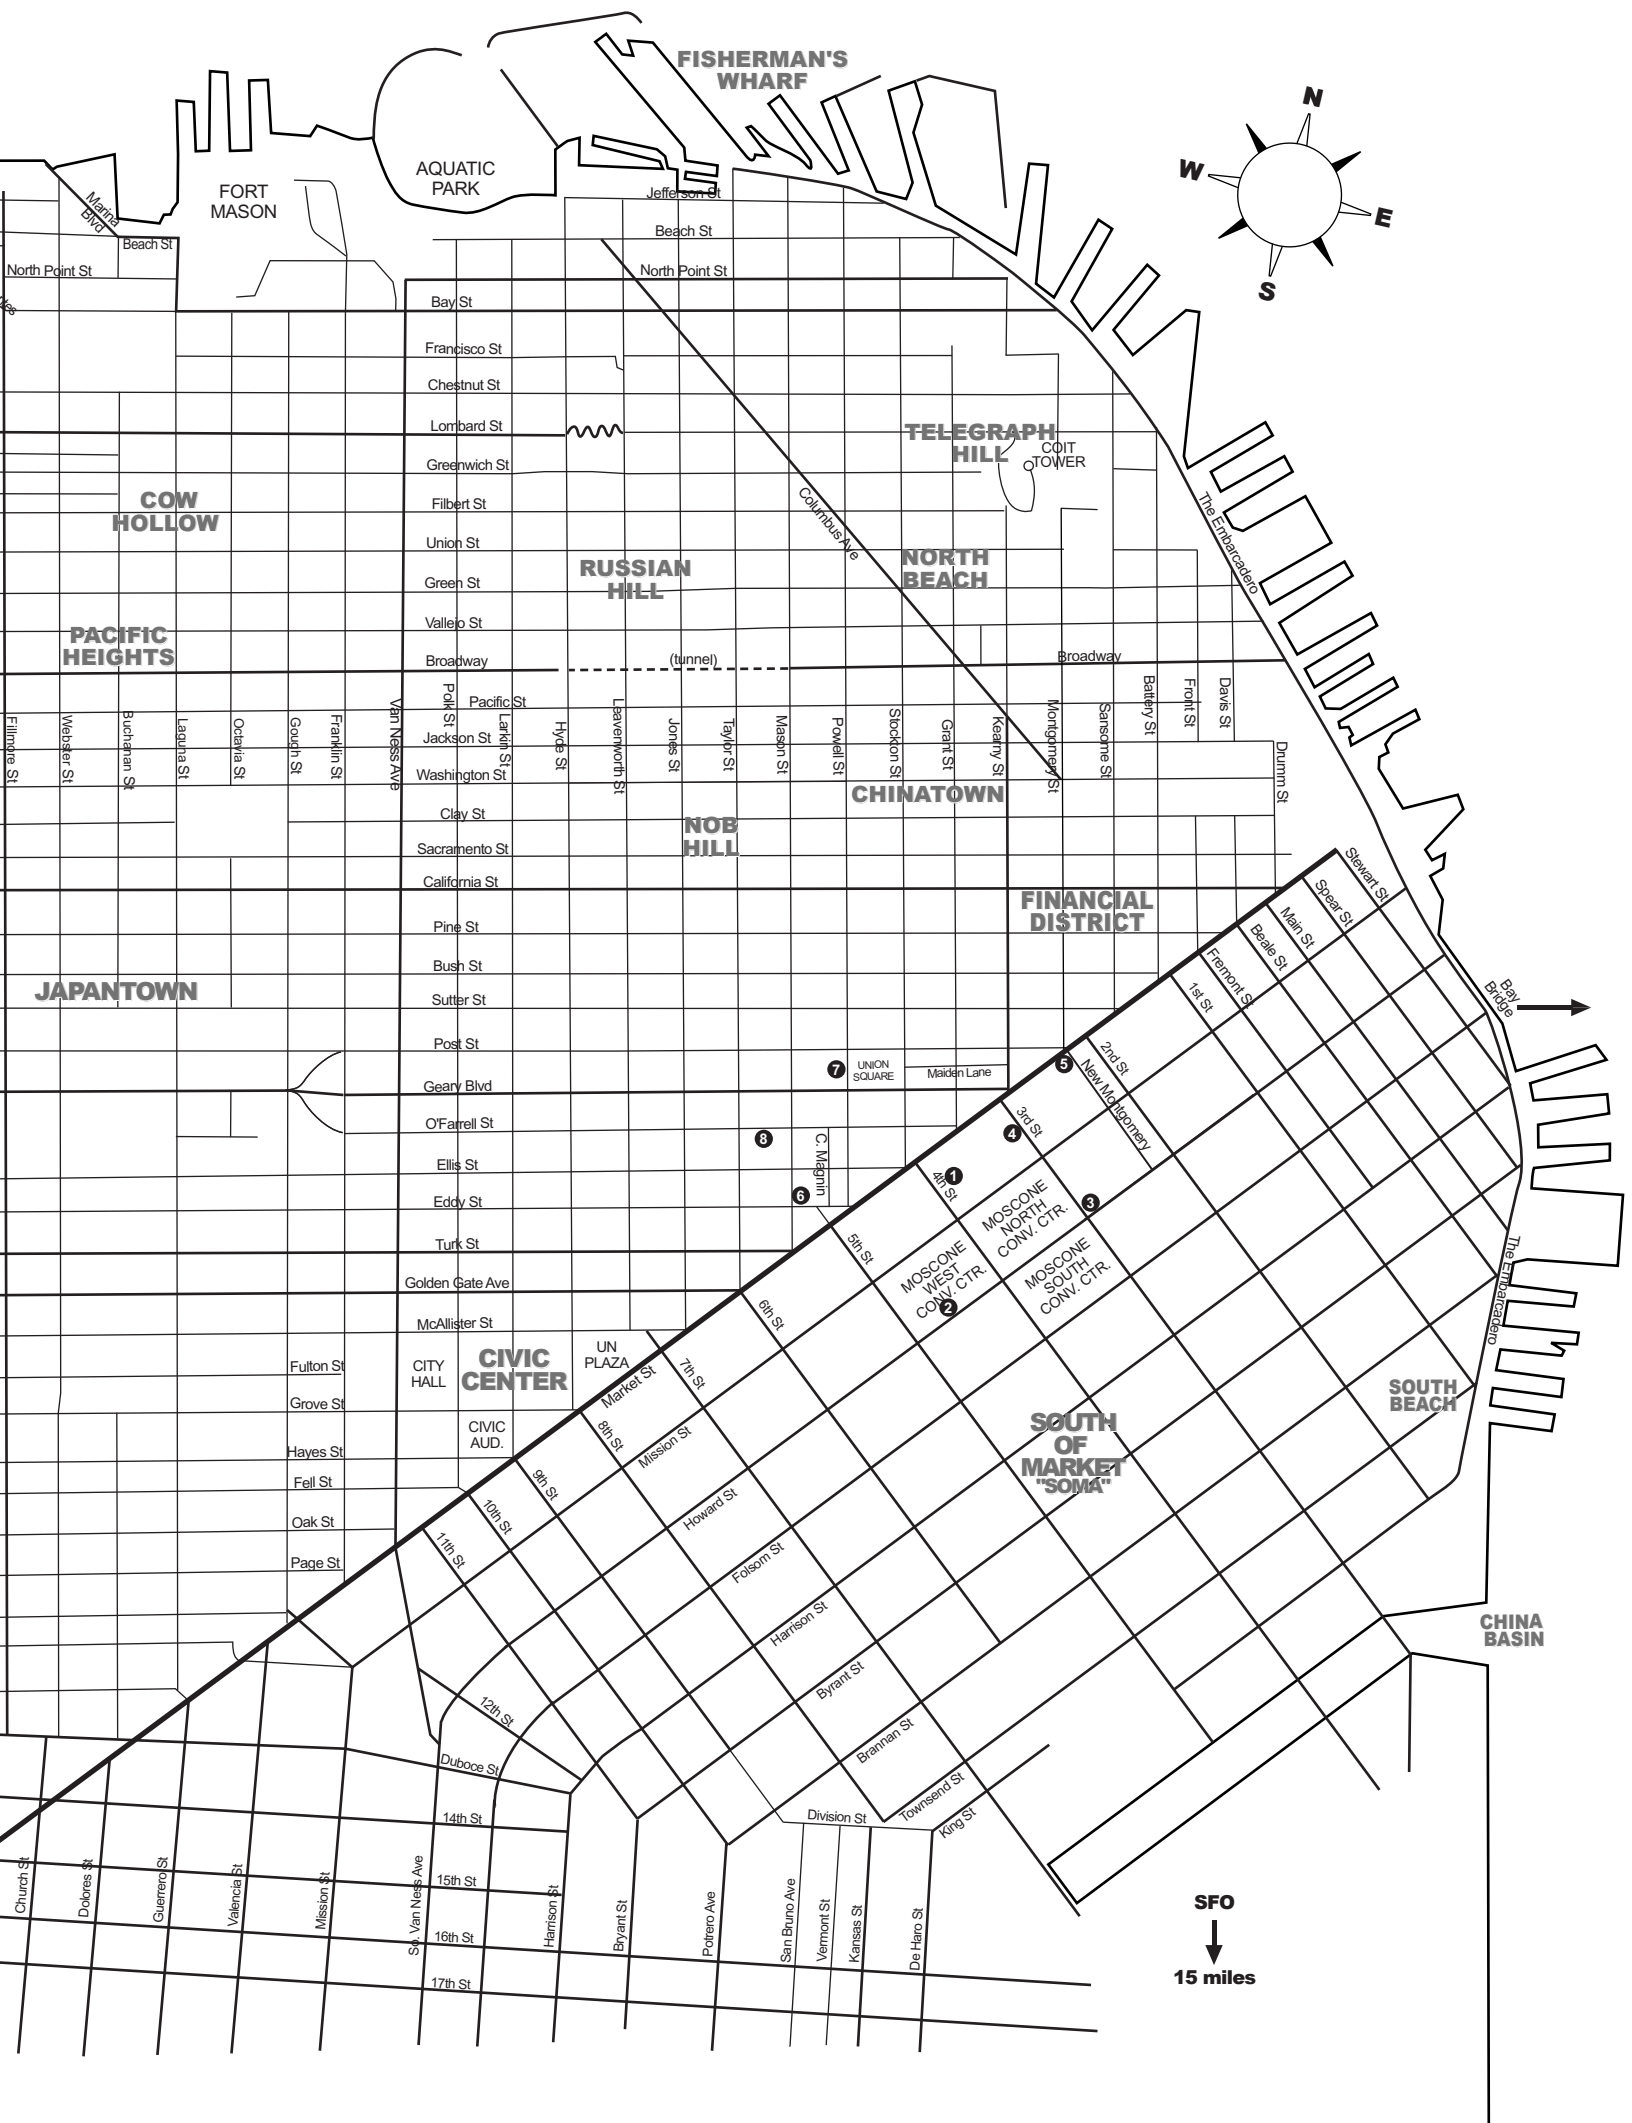 FISHERMAN'S
WHARF
N
W
E
S
AQUATIC
PARK
FORT
MASON
Marina
Blvd
Jefferson St
Beach St
Beach St
North Point St
North Point St
Bay St
Francisco St
Chestnut St
Lombard St
TELEGRAPH
HILL
COIT
TOWER
Greenwich St
COW
HOLLOW
Filbert St
Columbus Ave
The Embarcadero
Union St
RUSSIAN
HILL
NORTH
BEACH
Green St
Vallejo St
PACIFIC
HEIGHTS
Broadway
(tunnel)
Broadway
Pacific St
Fillmore St
Webster St
Buchanan St
Laguna St
Octavia St
Gough St
Franklin St
Van Ness Ave
Polk St
Larkin St
Hyde St
Leavenworth St
Jones St
Taylor St
Mason St
Powell St
Stockton St
Grant St
Kearny St
Montgomery St
Sansome St
Battery St
Front St
Davis St
Drumm St
Jackson St
Washington St
CHINATOWN
Clay St
NOB
HILL
Sacramento St
California St
FINANCIAL
DISTRICT
Stewart St
Spear St
Main St
Beale St
Fremont St
1st St
Pine St
Bush St
JAPANTOWN
Sutter St
Bay
Bridge
Post St
2nd St
New Montgomery
5
7
UNION
SQUARE
Maiden Lane
Geary Blvd
O'Farrell St
3rd St
4
8
C. Magnin
Ellis St
1
4th St
Eddy St
6
3
MOSCONE
NORTH
CONV. CTR.
5th St
Turk St
MOSCONE
WEST
CONV. CTR.
2
MOSCONE
SOUTH
CONV. CTR.
The Embarcadero
Golden Gate Ave
6th St
McAllister St
UN
PLAZA
CIVIC
CENTER
CITY
HALL
Fulton St
Market St
7th St
SOUTH
BEACH
Grove St
CIVIC
AUD.
8th St
Mission St
SOUTH
OF
MARKET
"SOMA"
Hayes St
Fell St
9th St
Howard St
10th St
Oak St
11th St
Folsom St
Page St
Harrison St
CHINA
BASIN
Byrant St
12th St
Brannan St
Duboce St
Townsend St
King St
Division St
14th St
15th St
16th St
17th St
Church St
Dolores St
Guerrero St
Valencia St
Mission St
So. Van Ness Ave
Harrison St
Bryant St
Potrero Ave
San Bruno Ave
Vermont St
Kansas St
De Haro St
SFO
15 miles